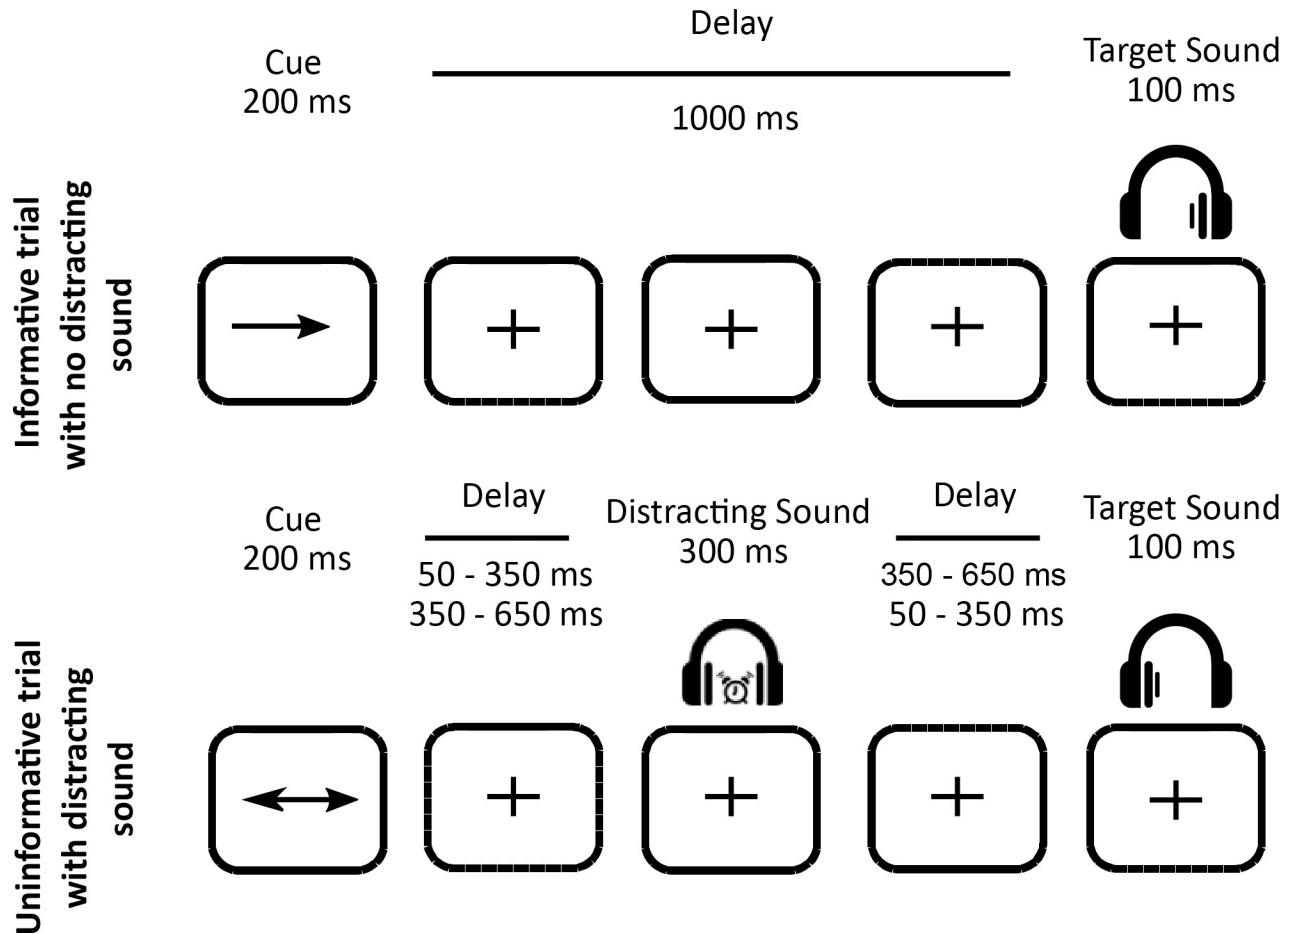 Delay
Cue
200 ms
1000 ms
Target Sound
100 ms
Informative trial
with no distracting
sound
Cue
200 ms
Delay
50 - 350 ms
350 - 650 ms
Distracting Sound
300 ms
Delay
350 - 650 ms
50 - 350 ms
Target Sound
100 ms
Uninformative trial
with distracting
sound